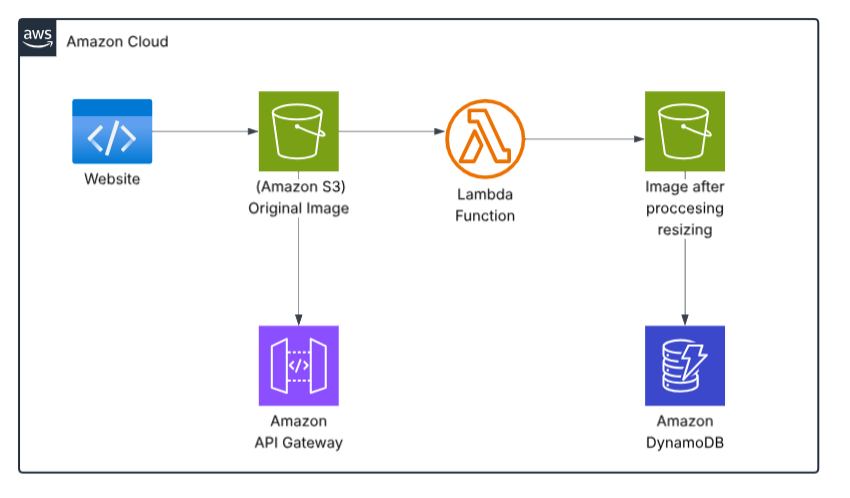 aws
Amazon Cloud
</>
Website
(Amazon S3)
Original Image
Lambda
Function
Image after
proccesing
resizing
</>
Amazon
API Gateway
Amazon
DynamoDB